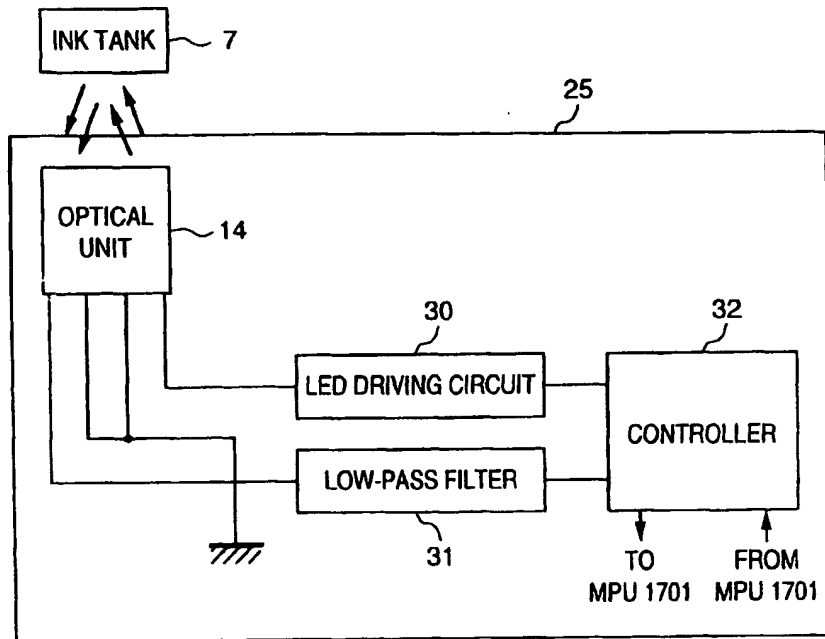 INK TANK
7
25
OPTICAL
UNIT
14
30
32
LED DRIVING CIRCUIT
CONTROLLER
LOW-PASS FILTER
31
TO
MPU 1701
FROM
MPU 1701